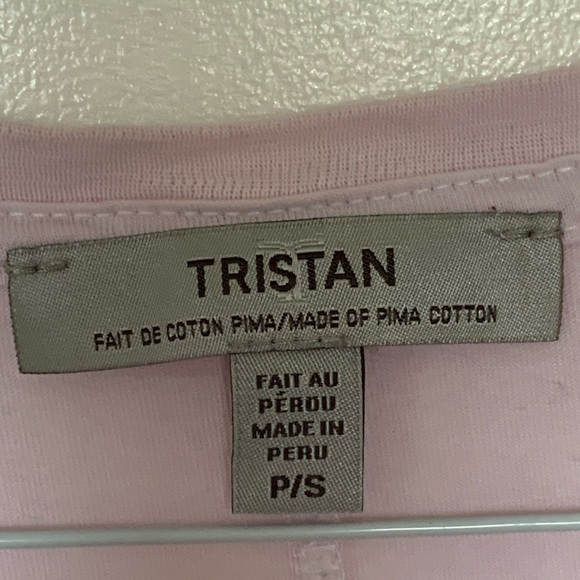 TRISTAN
FAIT DE COTON PIMA/MADE OF PIMA COTTON
FAIT AU
PÉROU
MADE IN
PERU
P/S